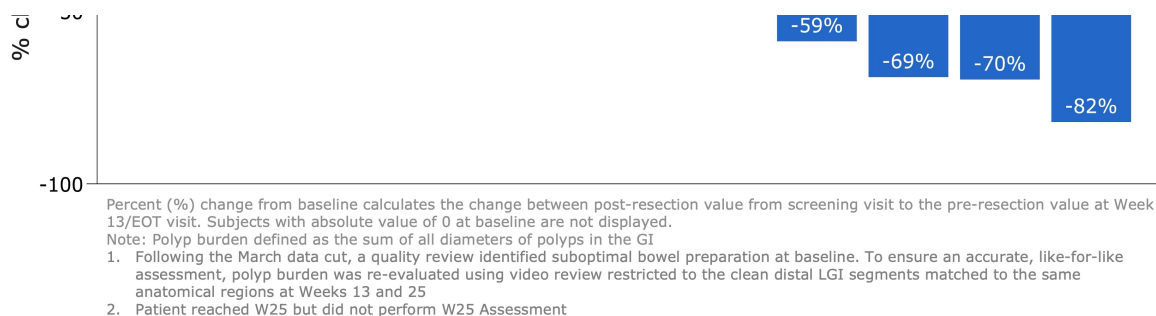 -59%
-69%
-70%
-82%
-100
Percent (%) change from baseline calculates the change between post-resection value from screening visit to the pre-resection value at Week
13/EOT visit. Subjects with absolute value of 0 at baseline are not displayed.
Note: Polyp burden defined as the sum of all diameters of polyps in the GI
1. Following the March data cut, a quality review identified suboptimal bowel preparation at baseline. To ensure an accurate, like-for-like
assessment, polyp burden was re-evaluated using video review restricted to the clean distal LGI segments matched to the same
anatomical regions at Weeks 13 and 25
2. Patient reached W25 but did not perform W25 Assessment